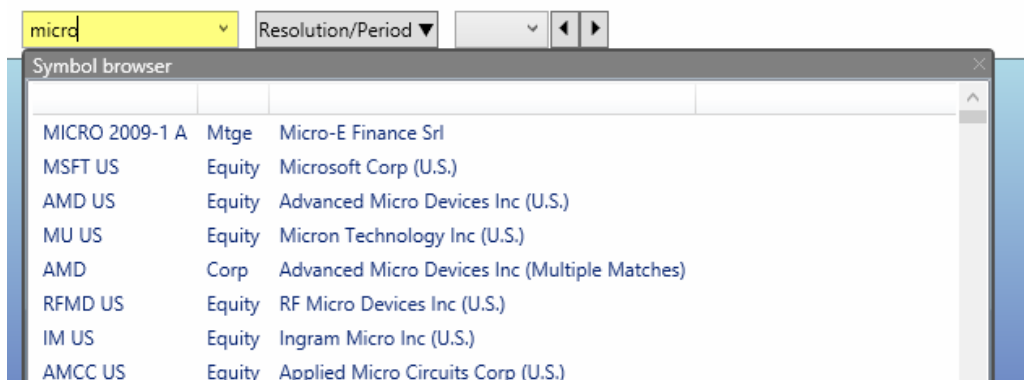 micro Resolution/Period ▼
Symbol browser
MICRO 2009-1 A Mtge Micro-E Finance Srl
MSFT US Equity Microsoft Corp (U.S.)
AMD US Equity Advanced Micro Devices Inc (U.S.)
MU US Equity Micron Technology Inc (U.S.)
AMD Corp Advanced Micro Devices Inc (Multiple Matches)
RFMD US Equity RF Micro Devices Inc (U.S.)
IM US Equity Ingram Micro Inc (U.S.)
AMCC US Equity Applied Micro Circuits Corp (U.S.)